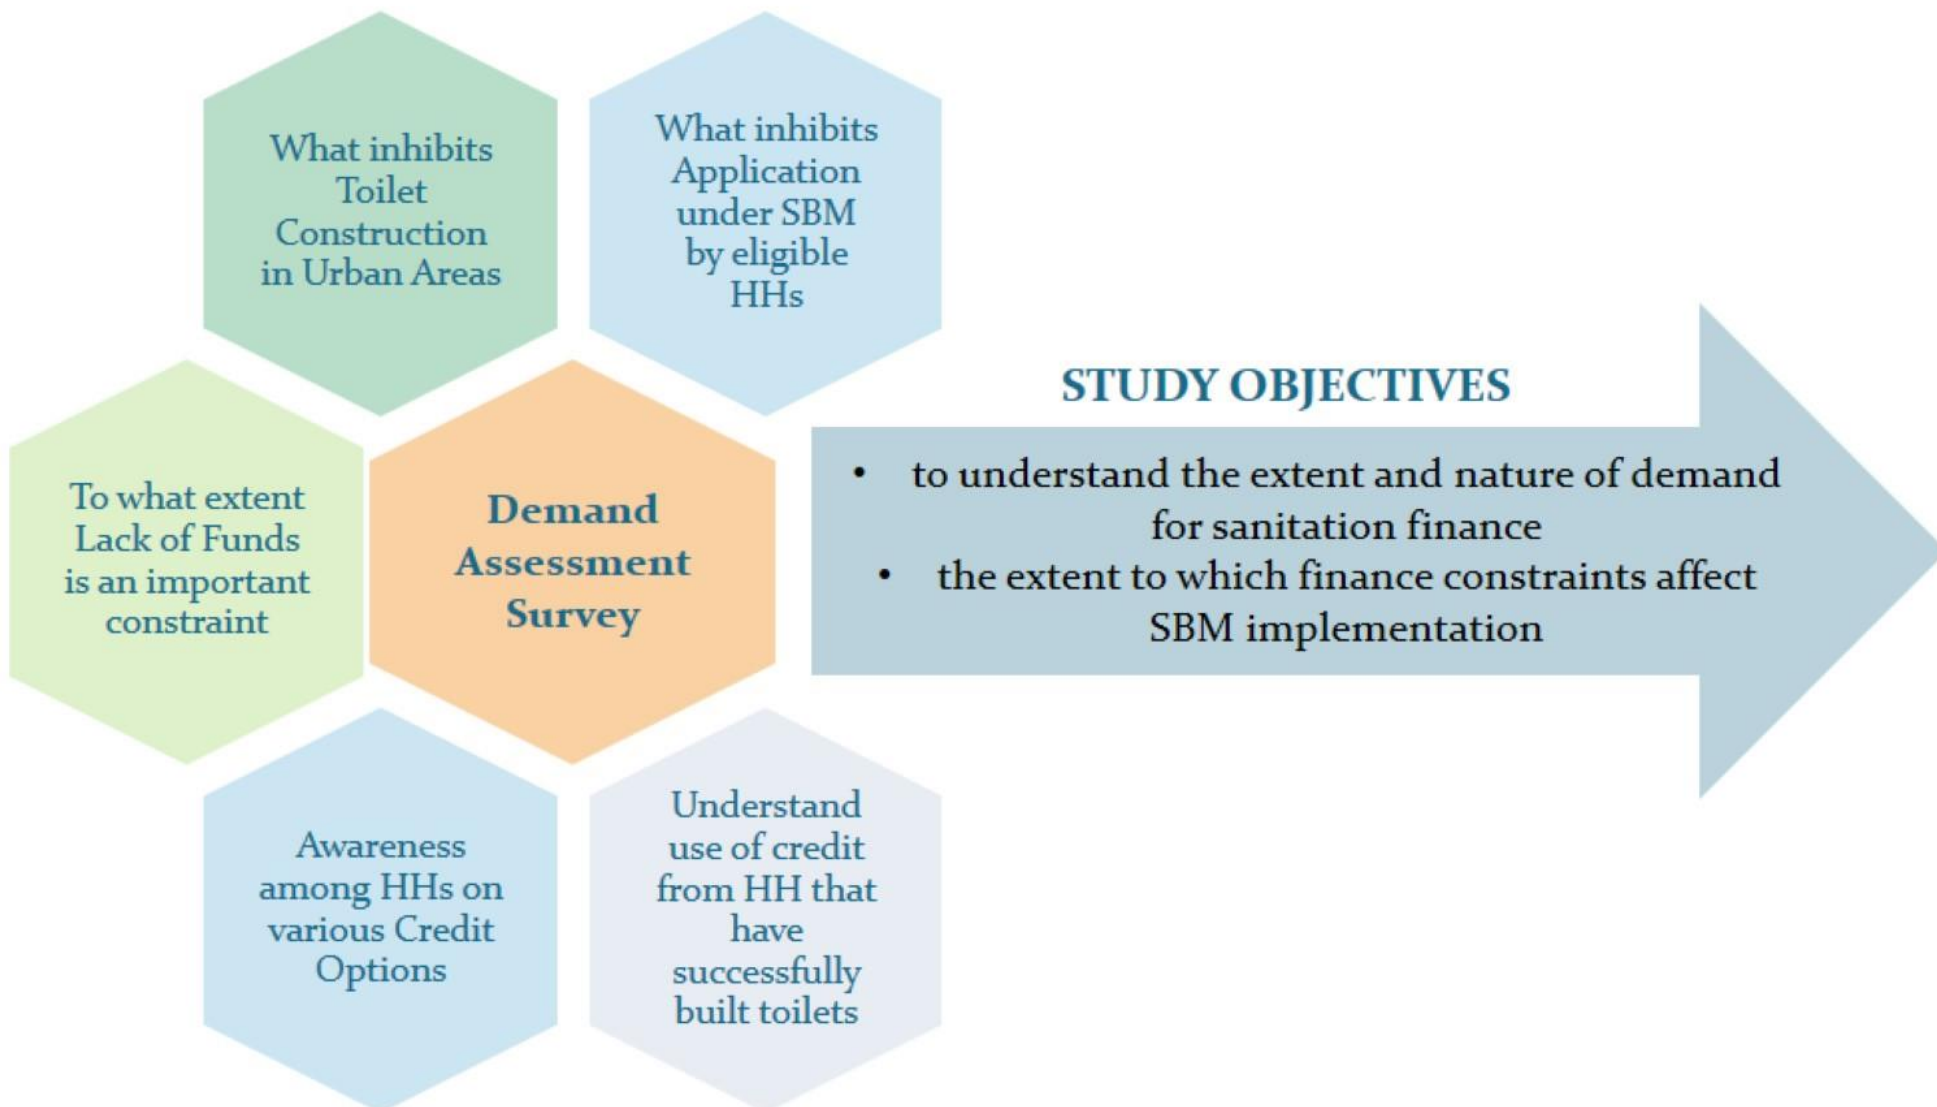 What inhibits
Toilet
Construction
in Urban Areas
What inhibits
Application
under SBM
by eligible
HHs
To what extent
Lack of Funds
is an important
constraint
Demand
Assessment
Survey
Awareness
among HHs on
various Credit
Options
Understand
use of credit
from HH that
have
successfully
built toilets
STUDY OBJECTIVES
• to understand the extent and nature of demand
for sanitation finance
• the extent to which finance constraints affect
SBM implementation